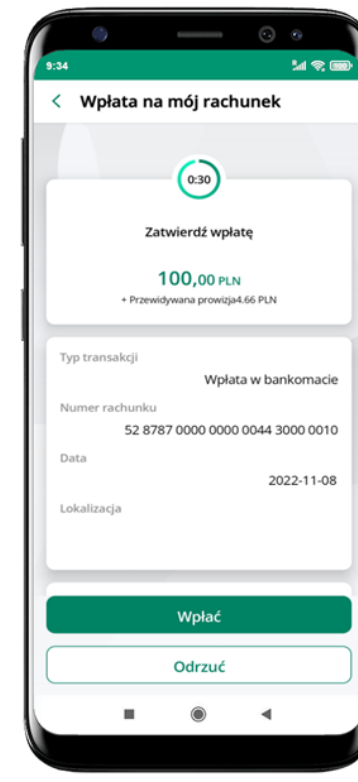 9:34
Wpłata na mój rachunek
0:30
Zatwierdź wpłatę
100,00 PLN
+ Przewidywana prowizja4.66 PLN
Typ transakcji
Wpłata w bankomacie
Numer rachunku
52 8787 0000 0000 0044 3000 0010
Data
2022-11-08
Lokalizacja
Wpłać
Odrzuć